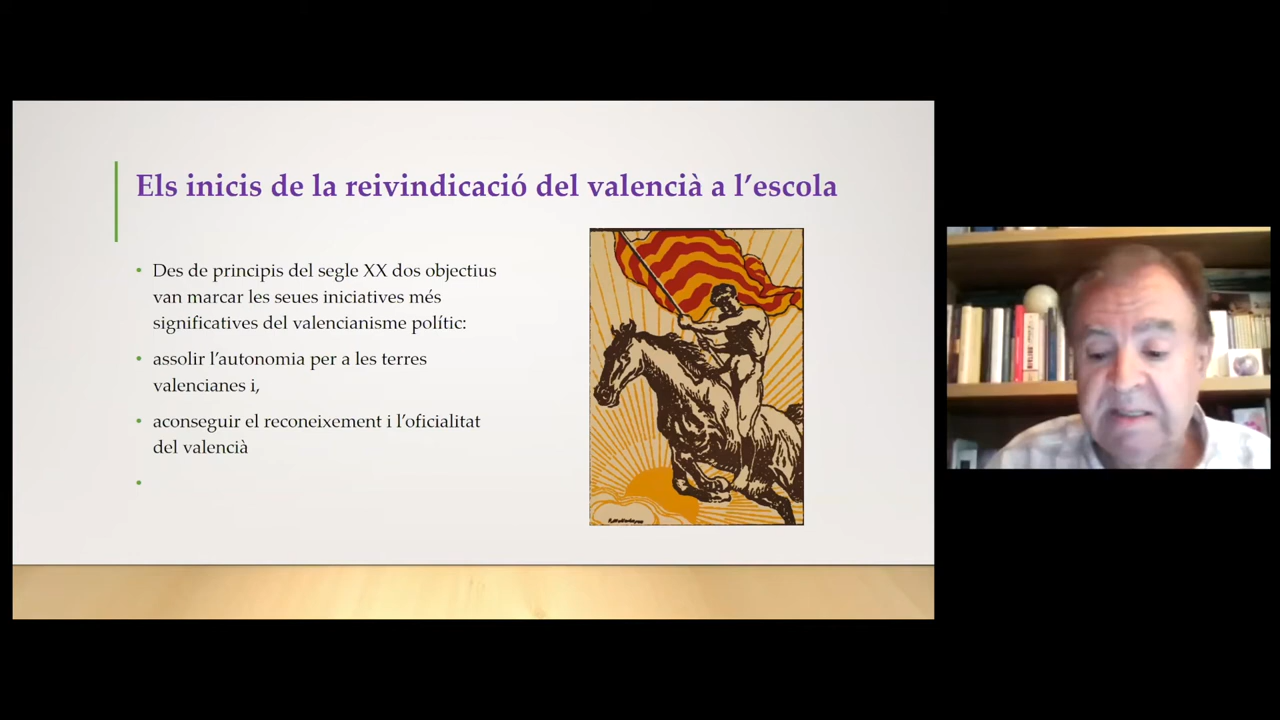 Els inicis de la reivindicació del valencià a l’escola
• Des de principis del segle XX dos objectius
van marcar les seues iniciatives més
significatives del valencianisme polític:
• assolir l’autonomia per a les terres
valencianes i,
• aconseguir el reconeixement i l’oficialitat
del valencià
•